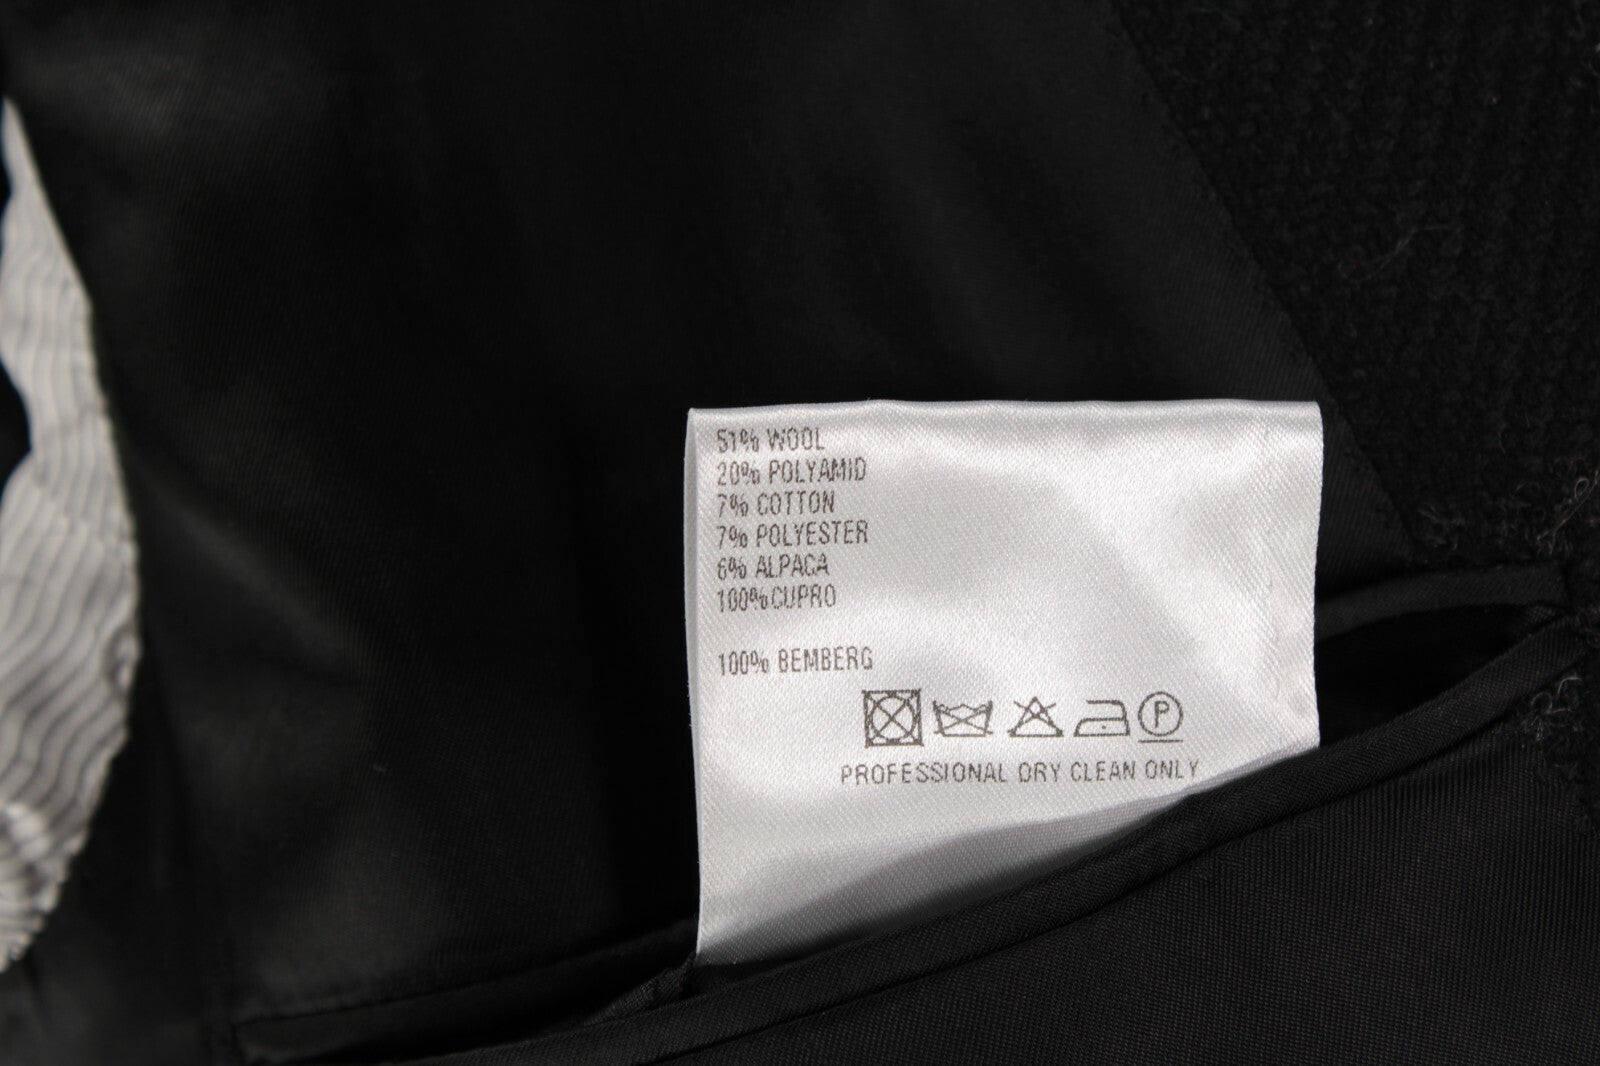 51% WOOL
20% POLYAMID
7% COTTON
7% POLYESTER
6% ALPACA
100%CUPRO
100% BEMBERG
P
PROFESSIONAL DRY CLEAN ONLY